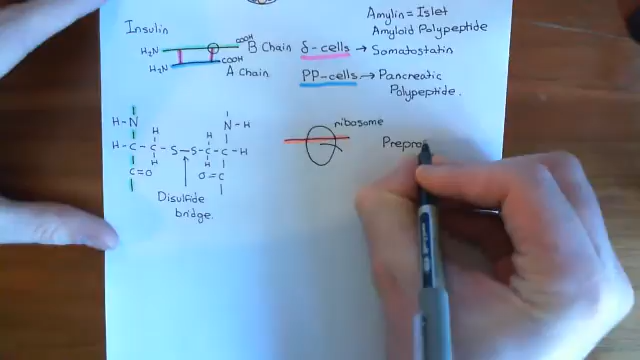 Insulin
Amylin = Islet
Amyloid Polypeptide
H₂N COOH B Chain
H₂N COOH
A Chain
δ-cells → Somatostatin
PP-cells → Pancreatic
Polypeptide.
H-N N-H
H H
H-C-C-S-S-C-C-H
H H
C=O O=C
Disulfide
bridge.
ribosome
Prepro